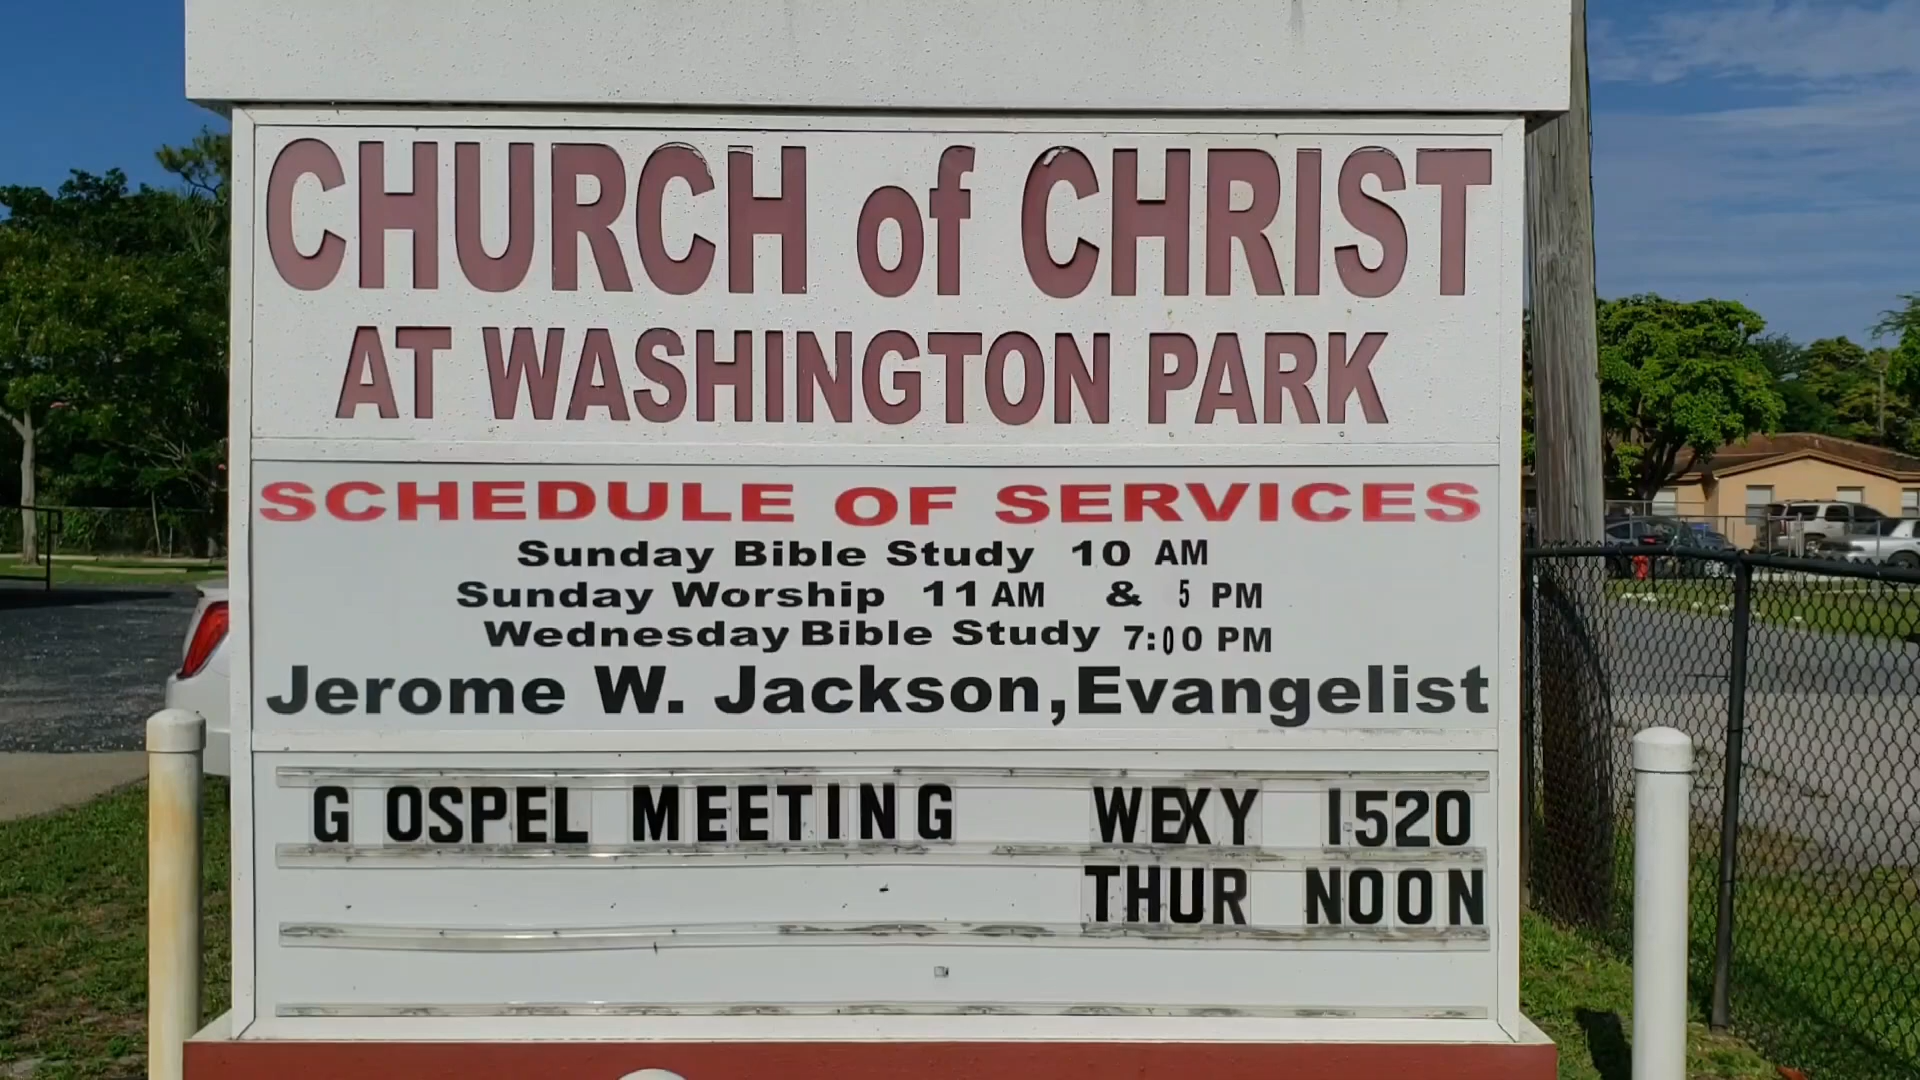 CHURCH of CHRIST
AT WASHINGTON PARK
SCHEDULE OF SERVICES
Sunday Bible Study 10 AM
Sunday Worship 11 AM & 5 PM
Wednesday Bible Study 7:00 PM
Jerome W. Jackson, Evangelist
GOSPEL MEETING WEXY 1520
THUR NOON